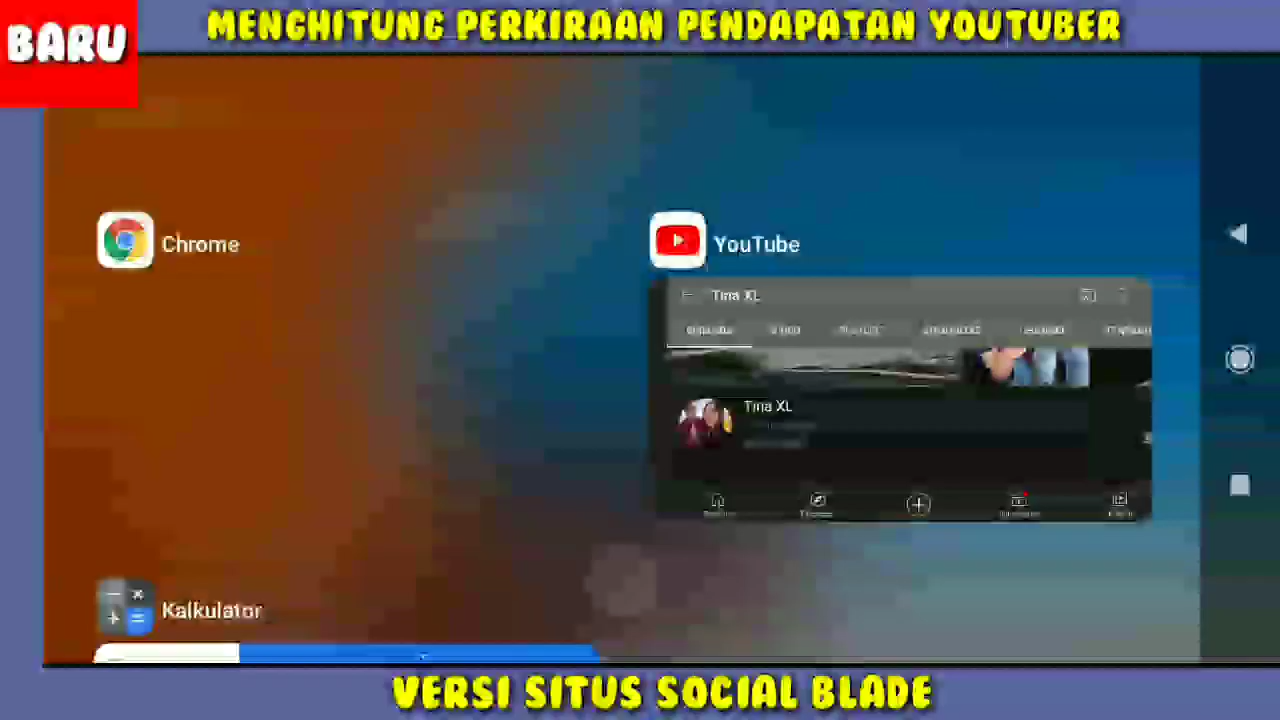 BARU
MENGHITUNG PERKIRAAN PENDAPATAN YOUTUBER
Chrome
YouTube
Tina XL
Tina XL
Kalkulator
VERSI SITUS SOCIAL BLADE